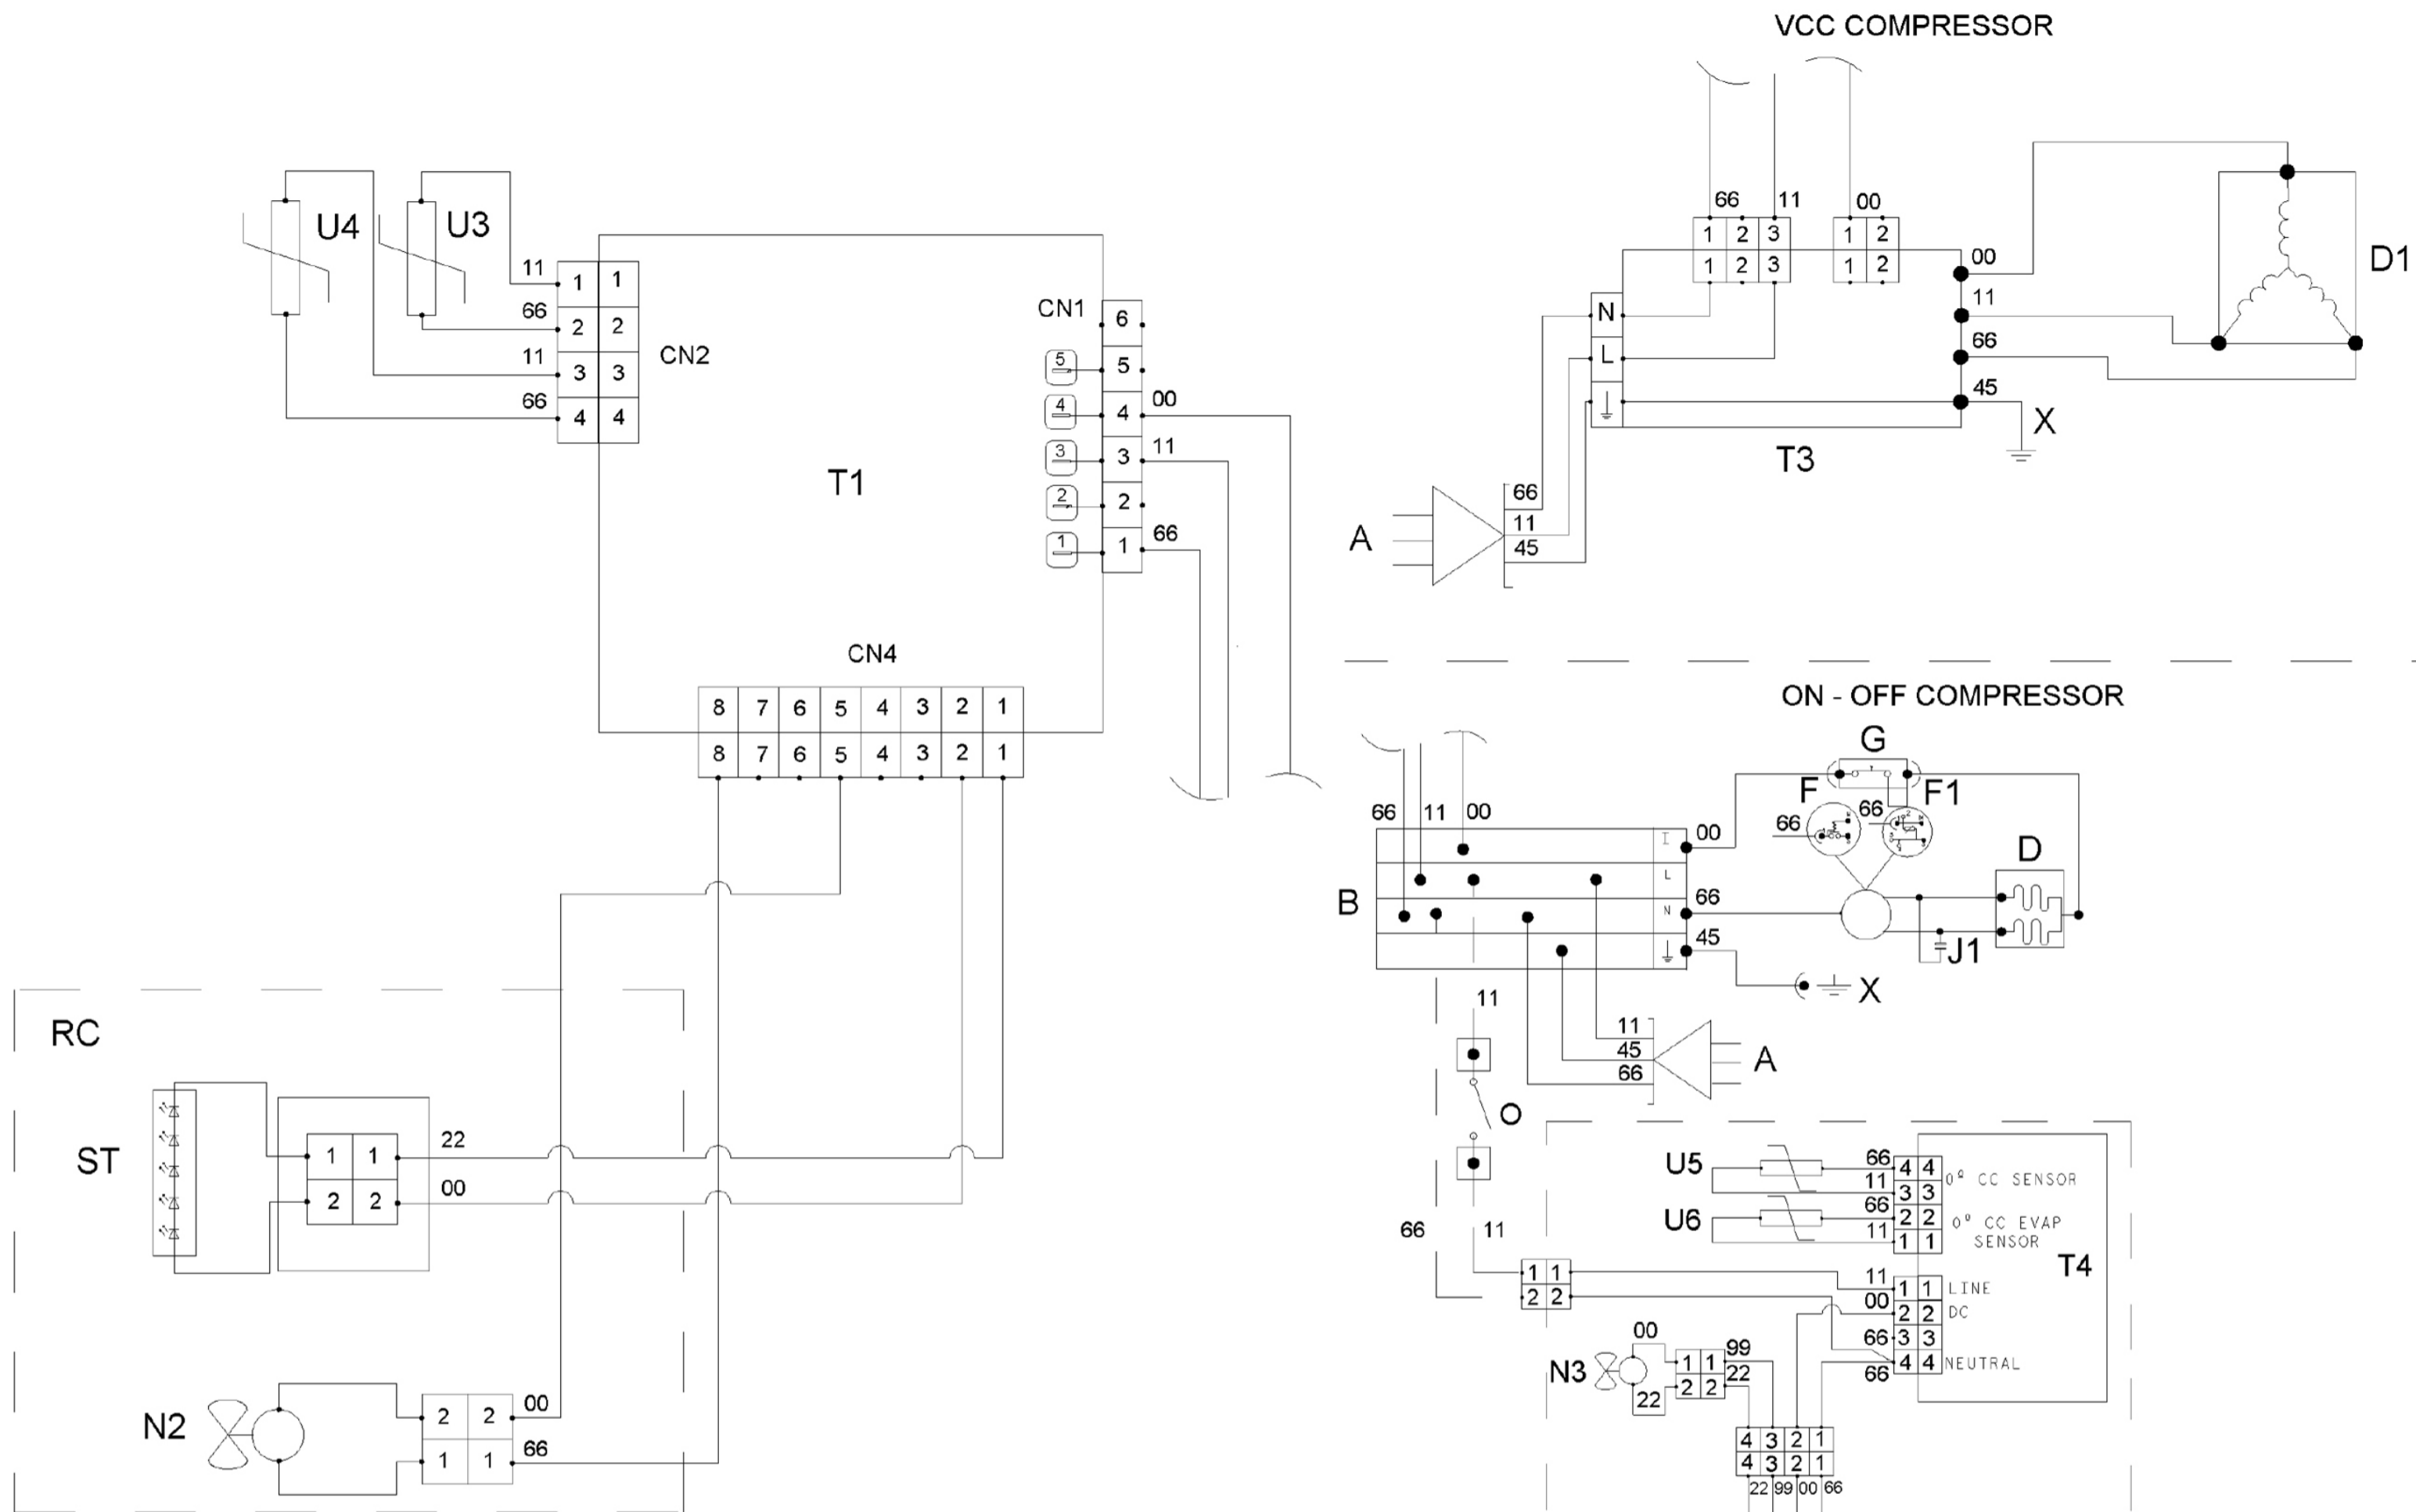 VCC COMPRESSOR
U4
U3
11
66
11
66
1 1
2 2
3 3
4 4
CN2
T1
CN1
6
5 5
4 4 00
3 3 11
2 2
1 1 66
CN4
8 7 6 5 4 3 2 1
8 7 6 5 4 3 2 1
66 11 00
1 2 3 1 2
1 2 3 1 2
N
L
00
11
66
45
D1
X
T3
A
66
11
45
ON - OFF COMPRESSOR
G
F
F1
66
66
66 11 00
I 00
L
N 66
45
B
D
J1
X
11
11
45
66
A
O
66
11
RC
ST
1 1 22
2 2 00
N2
2 2 00
1 1 66
U5
U6
66 4 4
11 3 3
66 2 2
11 1 1
0° CC SENSOR
0° CC EVAP
SENSOR
T4
1 1
2 2
11 1 1 LINE
00 2 2 DC
66 3 3
66 4 4 NEUTRAL
N3
00
22
1 1 99
2 2 22
4 3 2 1
4 3 2 1
22 99 00 66